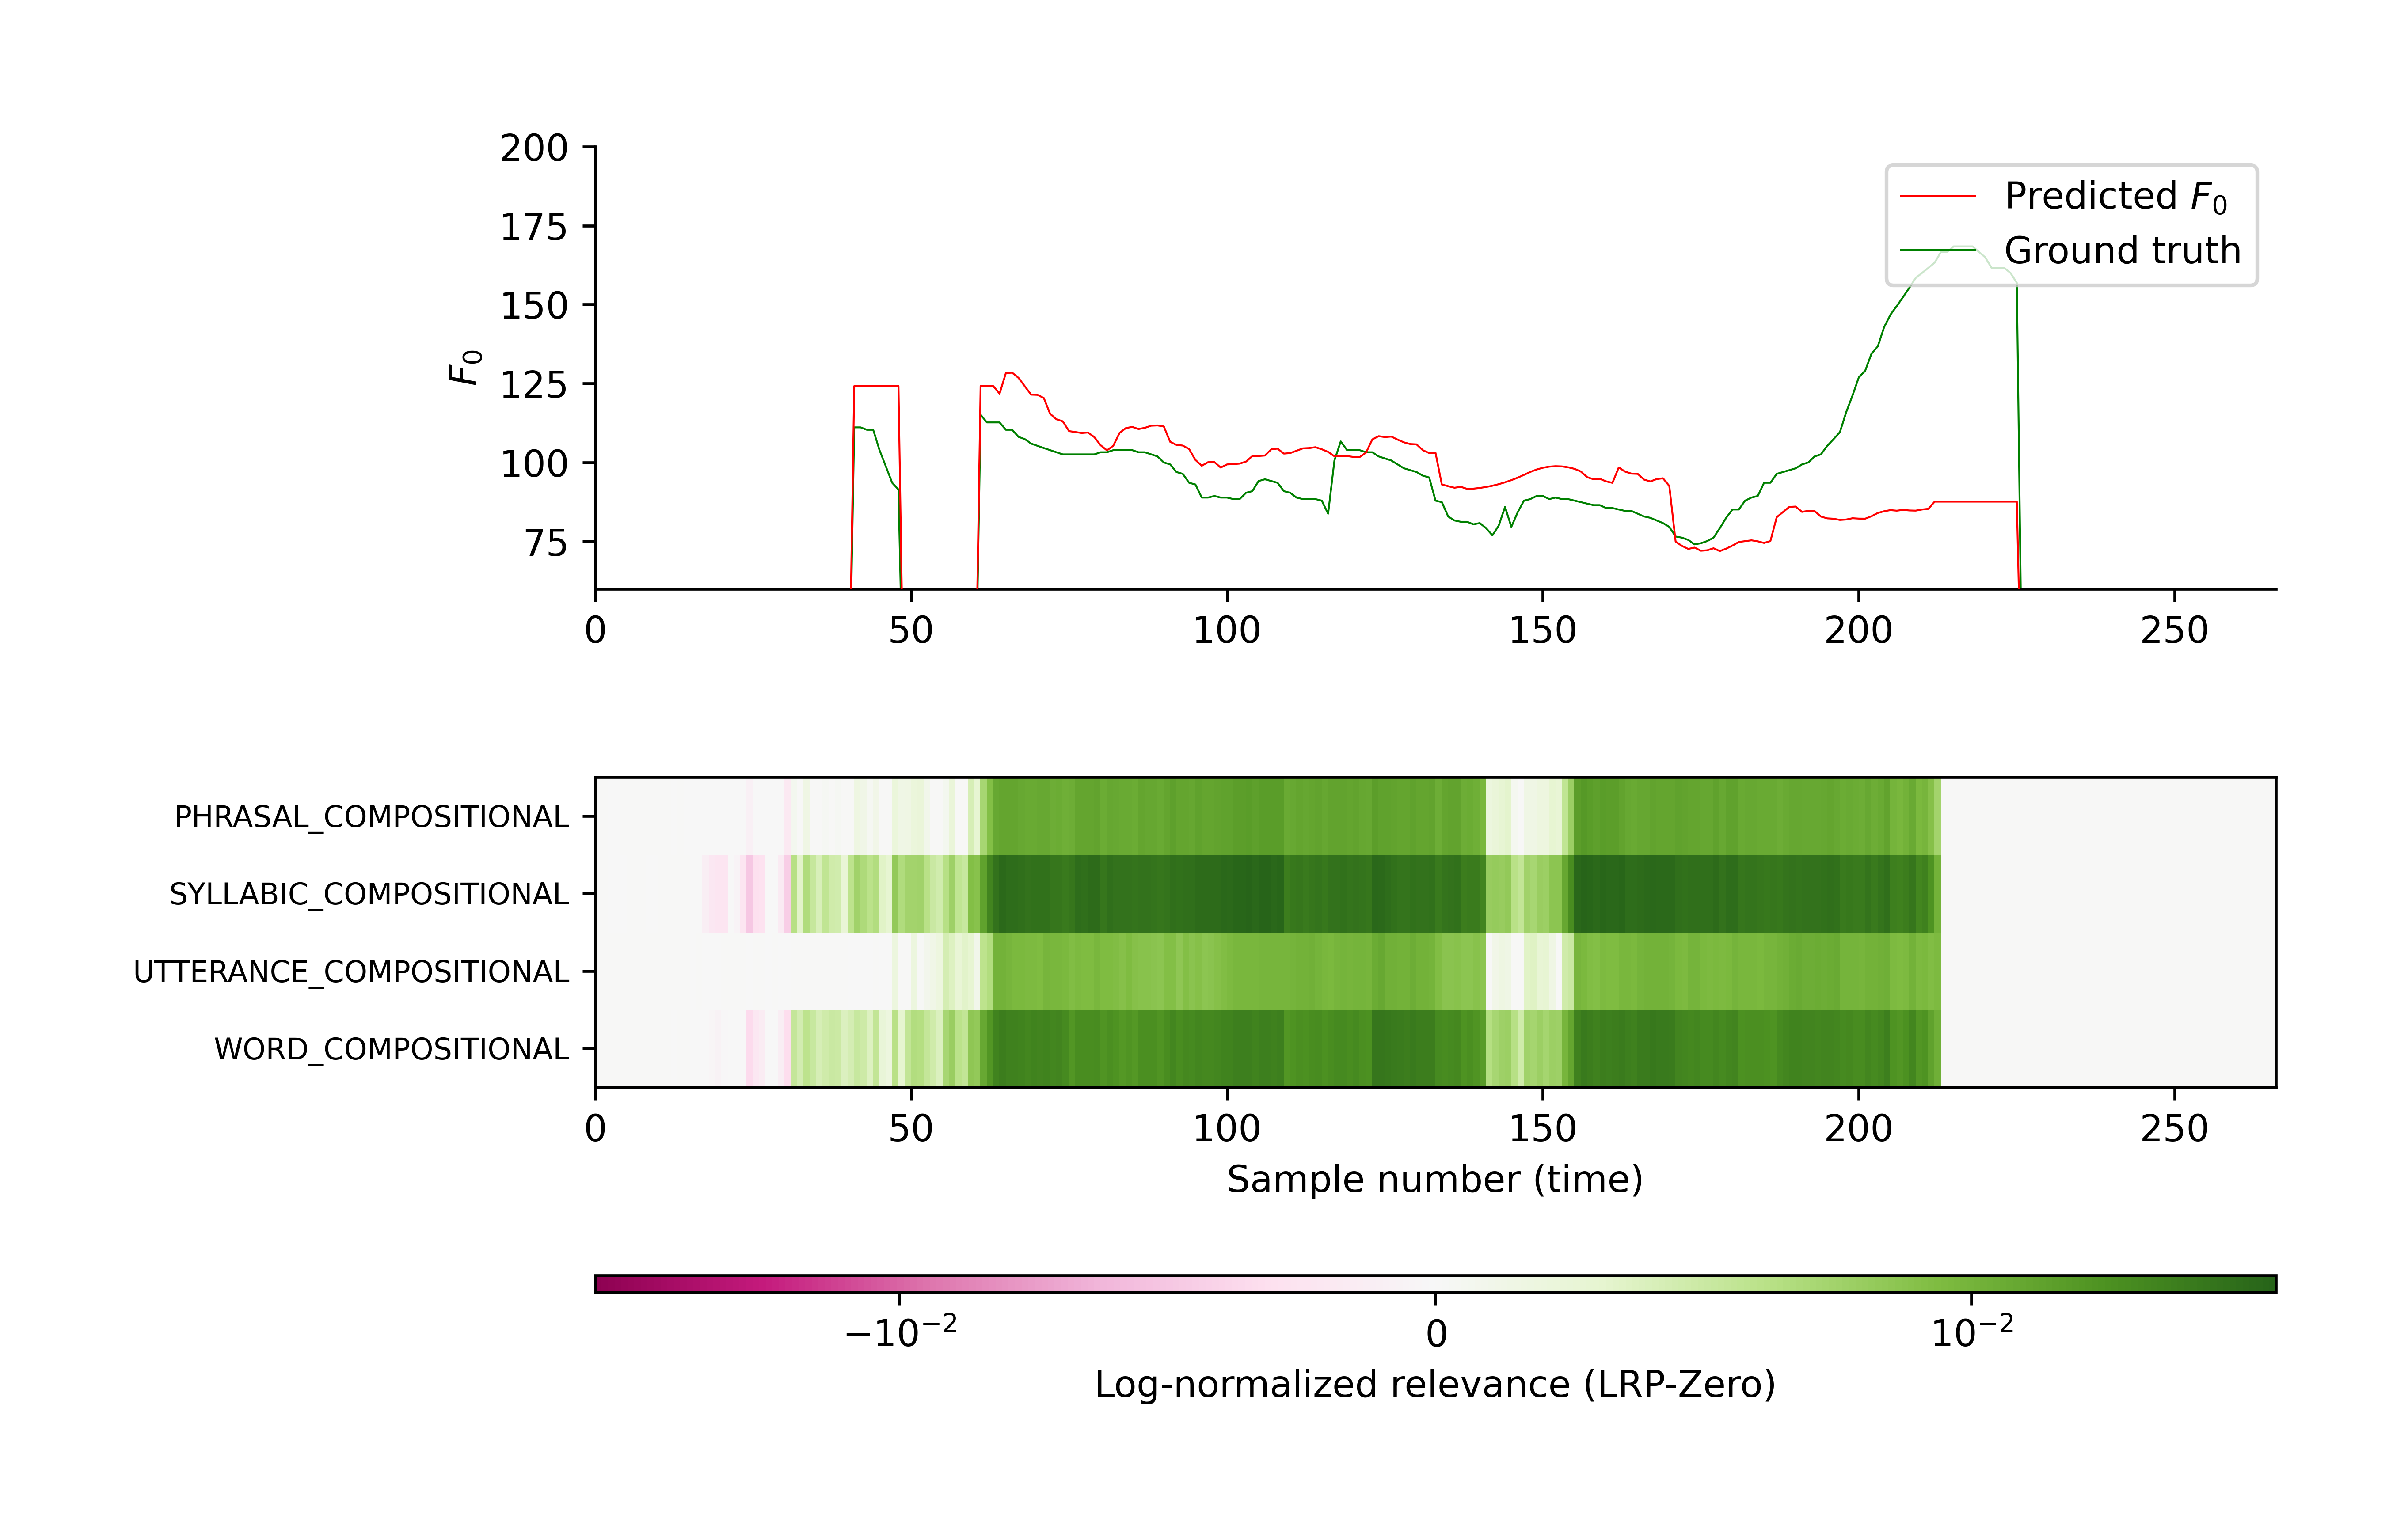 200
175
150
125
100
75
F₀
Predicted F₀
Ground truth
0 50 100 150 200 250
PHRASAL_COMPOSITIONAL
SYLLABIC_COMPOSITIONAL
UTTERANCE_COMPOSITIONAL
WORD_COMPOSITIONAL
0 50 100 150 200 250
Sample number (time)
−10⁻² 0 10⁻²
Log-normalized relevance (LRP-Zero)